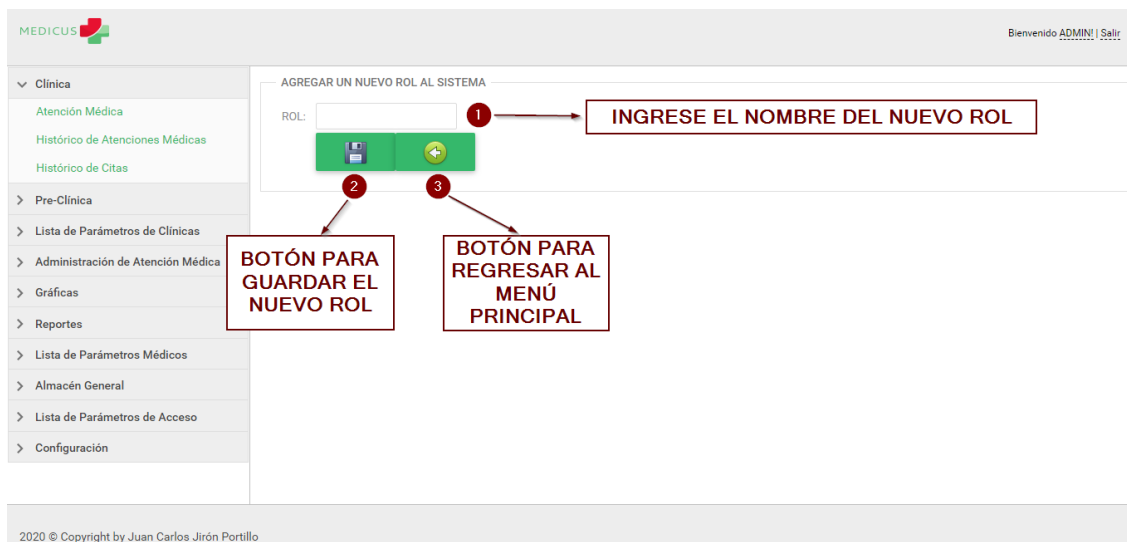 MEDICUS
Bienvenido ADMIN! | Salir
Clínica
Atención Médica
Histórico de Atenciones Médicas
Histórico de Citas
Pre-Clínica
Lista de Parámetros de Clínicas
Administración de Atención Médica
Gráficas
Reportes
Lista de Parámetros Médicos
Almacén General
Lista de Parámetros de Acceso
Configuración
AGREGAR UN NUEVO ROL AL SISTEMA
ROL:
1
INGRESE EL NOMBRE DEL NUEVO ROL
2
3
BOTÓN PARA
GUARDAR EL
NUEVO ROL
BOTÓN PARA
REGRESAR AL
MENÚ
PRINCIPAL
2020 © Copyright by Juan Carlos Jirón Portillo